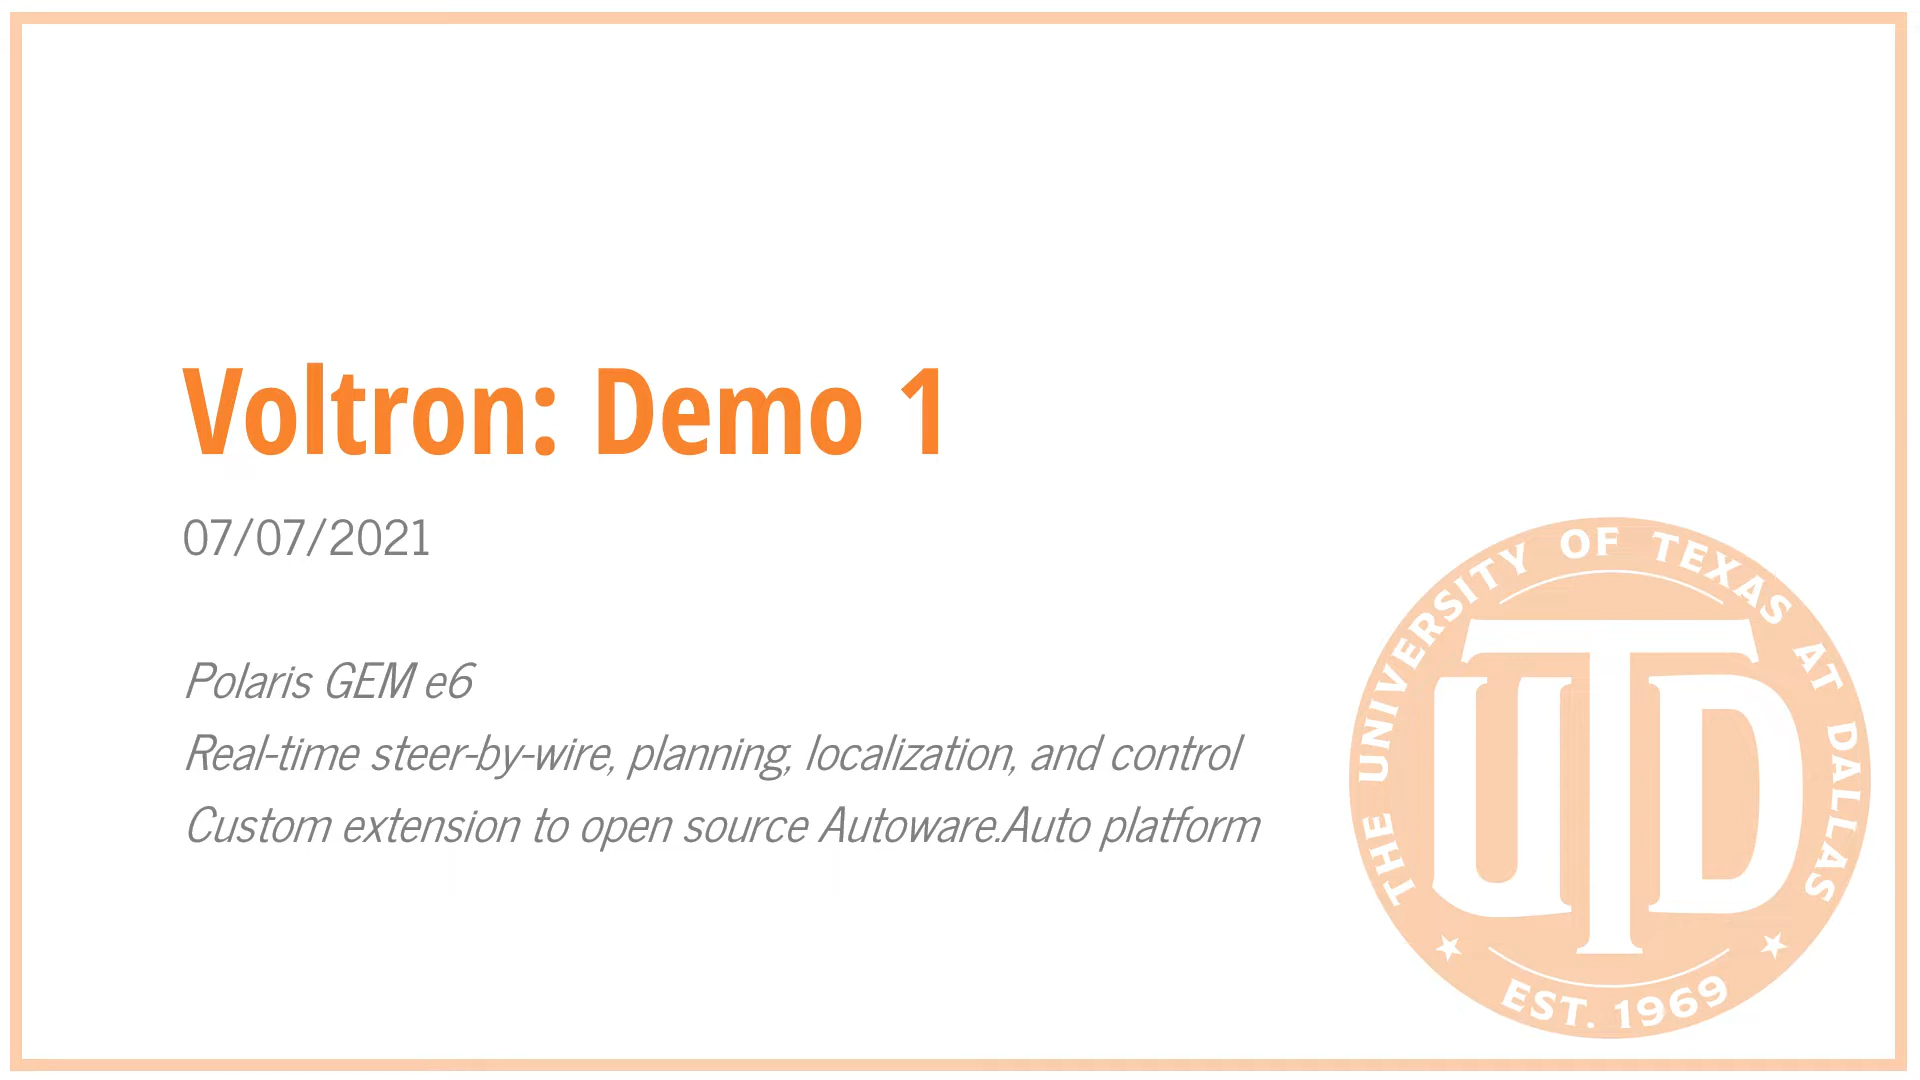 Voltron: Demo 1
07/07/2021
Polaris GEM e6
Real-time steer-by-wire, planning, localization, and control
Custom extension to open source Autoware.Auto platform
THE UNIVERSITY OF TEXAS AT DALLAS
UTD
EST. 1969